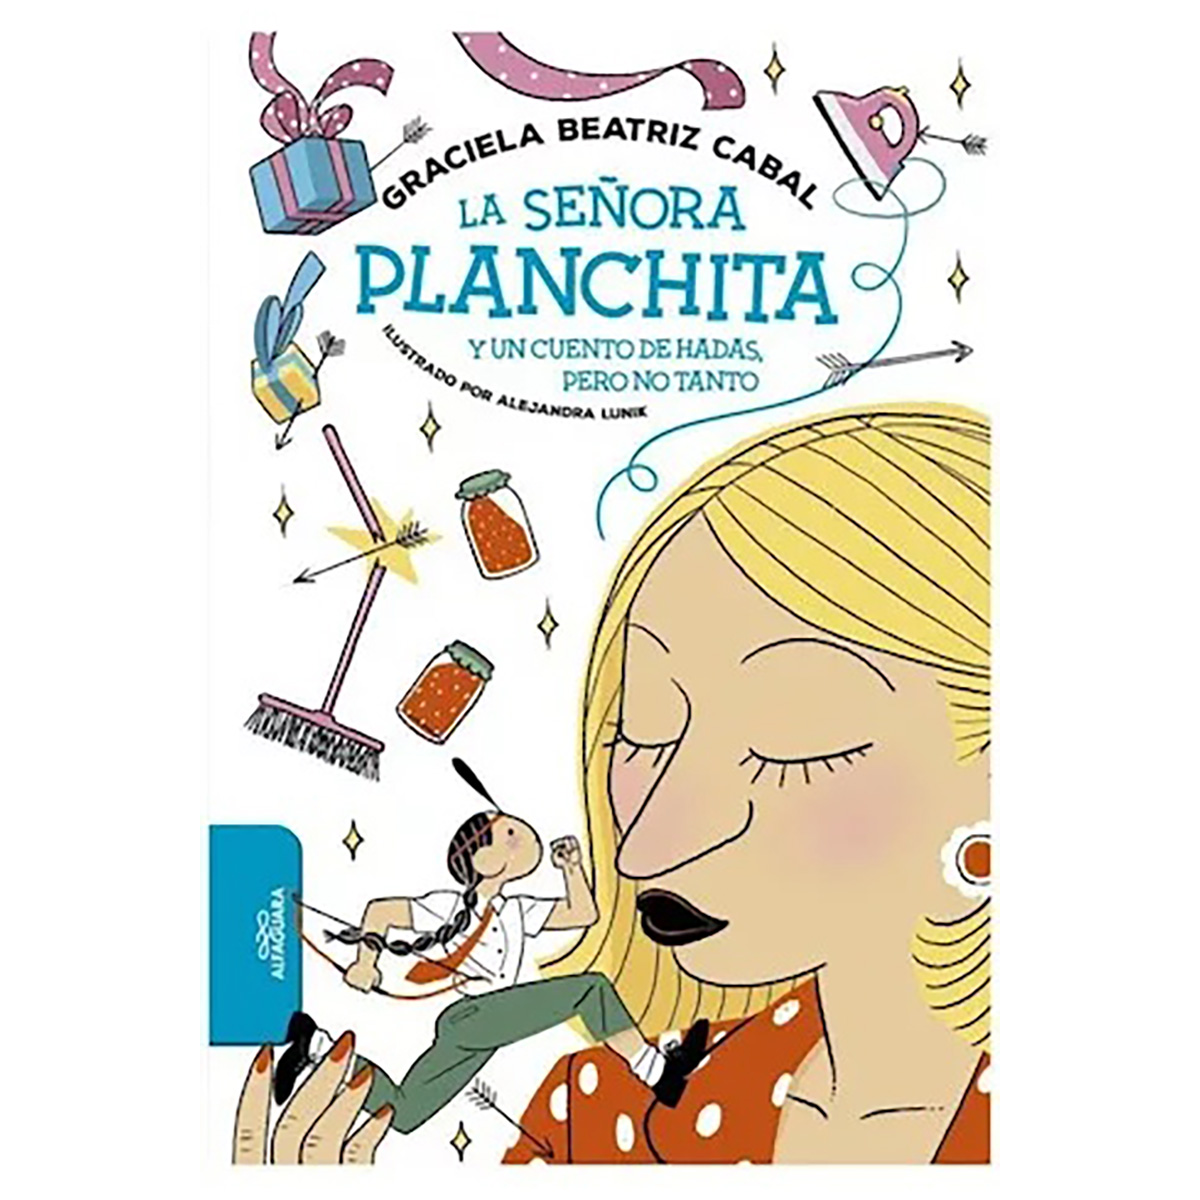 GRACIELA BEATRIZ CABAL
LA SEÑORA
PLANCHITA
Y UN CUENTO DE HADAS,
PERO NO TANTO
ILUSTRADO POR ALEJANDRA LUNIK
ALFAGUARA